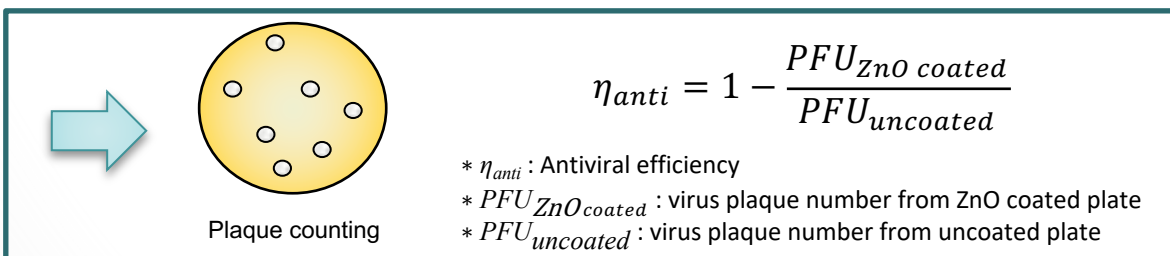 η_anti = 1 − PFU_ZnO coated / PFU_uncoated
* η_anti : Antiviral efficiency
* PFU_ZnO coated : virus plaque number from ZnO coated plate
* PFU_uncoated : virus plaque number from uncoated plate
Plaque counting